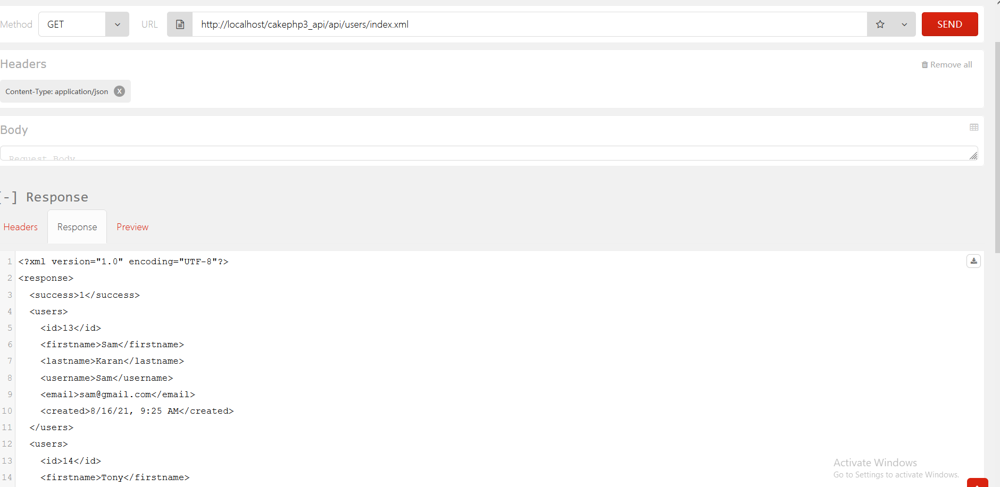 Method GET URL http://localhost/cakephp3_api/api/users/index.xml SEND
Headers Remove all
Content-Type: application/json X
Body
Request Body
[-] Response
Headers Response Preview
1 <?xml version="1.0" encoding="UTF-8"?>
2 <response>
3 <success>1</success>
4 <users>
5 <id>13</id>
6 <firstname>Sam</firstname>
7 <lastname>Karan</lastname>
8 <username>Sam</username>
9 <email>sam@gmail.com</email>
10 <created>8/16/21, 9:25 AM</created>
11 </users>
12 <users>
13 <id>14</id>
14 <firstname>Tony</firstname>
Activate Windows
Go to Settings to activate Windows.